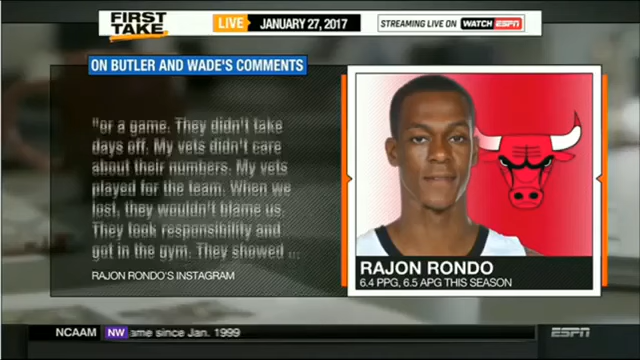 FIRST
TAKE
LIVE JANUARY 27, 2017
STREAMING LIVE ON WATCH ESPN
ON BUTLER AND WADE'S COMMENTS
"or a game. They didn't take
days off. My vets didn't care
about their numbers. My vets
played for the team. When we
lost, they wouldn't blame us.
They took responsibility and
got in the gym. They showed ...
RAJON RONDO'S INSTAGRAM
RAJON RONDO
6.4 PPG, 6.5 APG THIS SEASON
NCAAM NW ame since Jan. 1999
ESPN